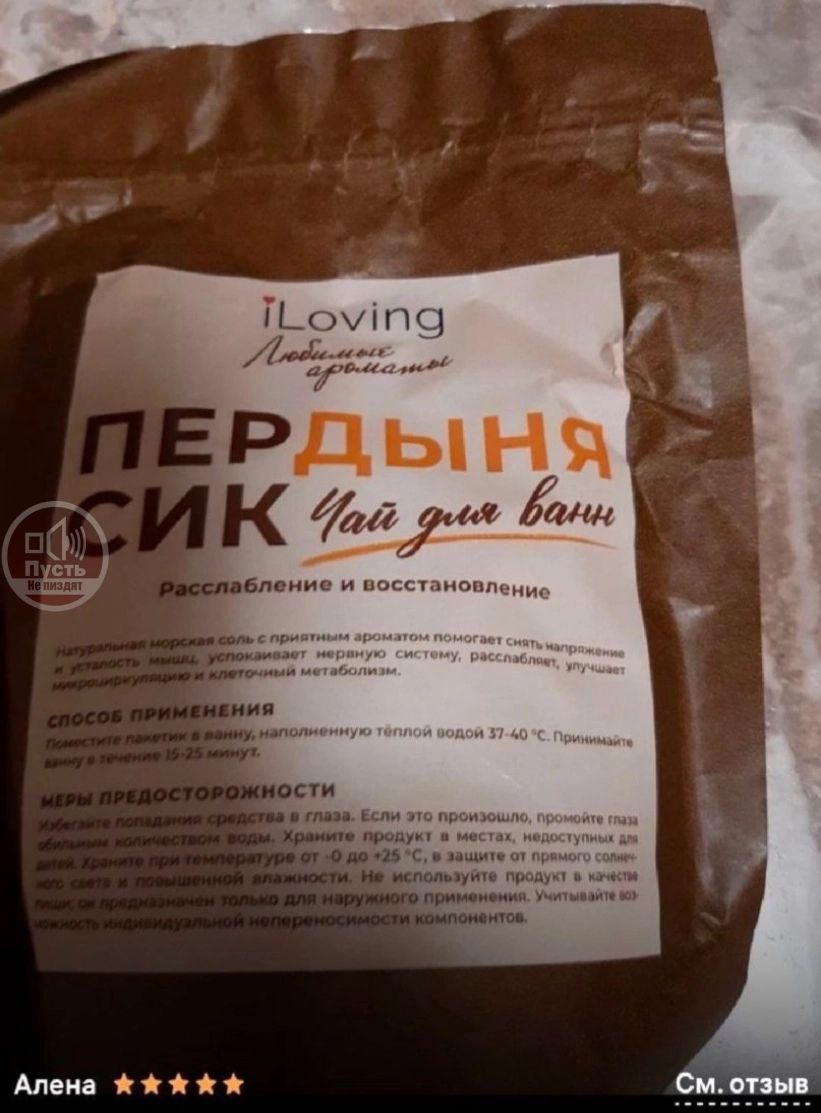 iLoving
Любимые
ароматы
ПЕРДЫНЯ
СИК Чай для ванн
Расслабление и восстановление
Натуральная морская соль с приятным ароматом помогает снять напряжение
и усталость мышц, успокаивает нервную систему, расслабляет, улучшает
микроциркуляцию и клеточный метаболизм.
СПОСОБ ПРИМЕНЕНИЯ
Поместите пакетик в ванну, наполненную тёплой водой 37-40 °C. Принимайте
ванну в течение 15-25 минут.
МЕРЫ ПРЕДОСТОРОЖНОСТИ
Избегайте попадания средства в глаза. Если это произошло, промойте глаза
обильным количеством воды. Храните продукт в местах, недоступных для
детей. Храните при температуре от -0 до +25 °C, в защите от прямого солнеч-
ного света и повышенной влажности. Не используйте продукт в качестве
пищи; он предназначен только для наружного применения. Учитывайте воз-
можность индивидуальной непереносимости компонентов.
Пусть
Не пиздят
Алена ★★★★★
См. отзыв